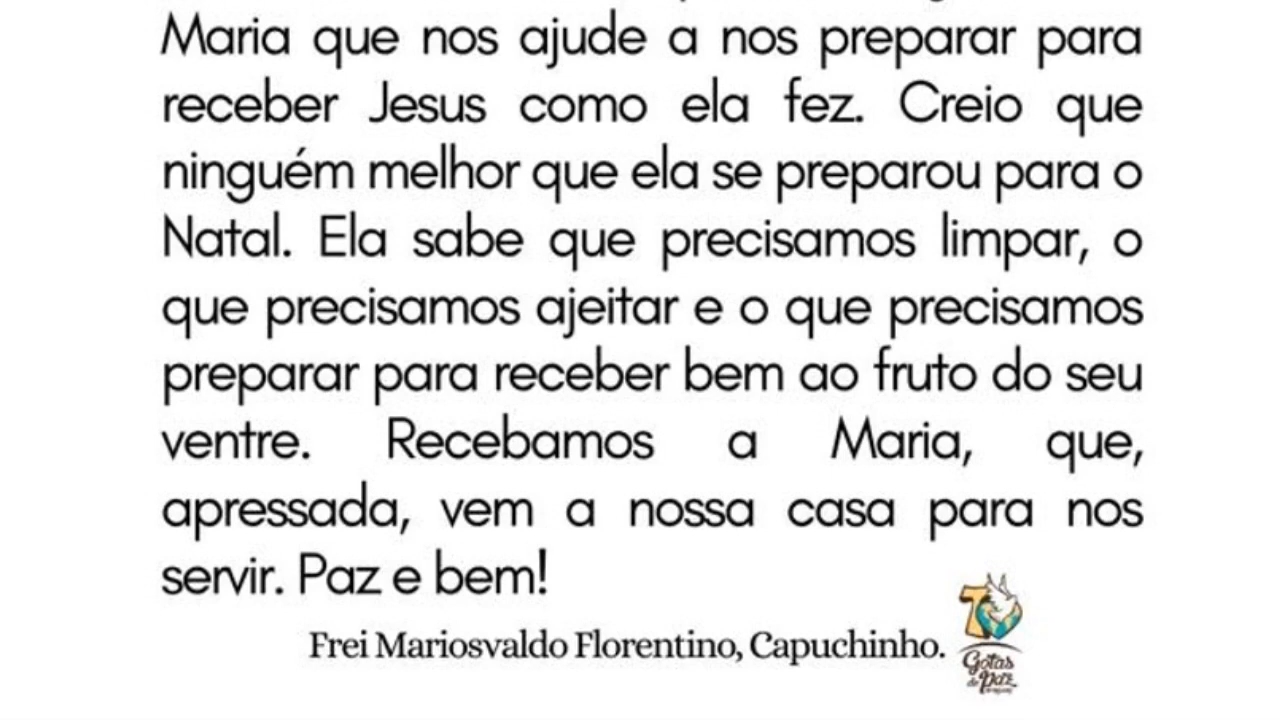 Maria que nos ajude a nos preparar para
receber Jesus como ela fez. Creio que
ninguém melhor que ela se preparou para o
Natal. Ela sabe que precisamos limpar, o
que precisamos ajeitar e o que precisamos
preparar para receber bem ao fruto do seu
ventre. Recebamos a Maria, que,
apressada, vem a nossa casa para nos
servir. Paz e bem!
Frei Mariosvaldo Florentino, Capuchinho.
Gotas
de Paz